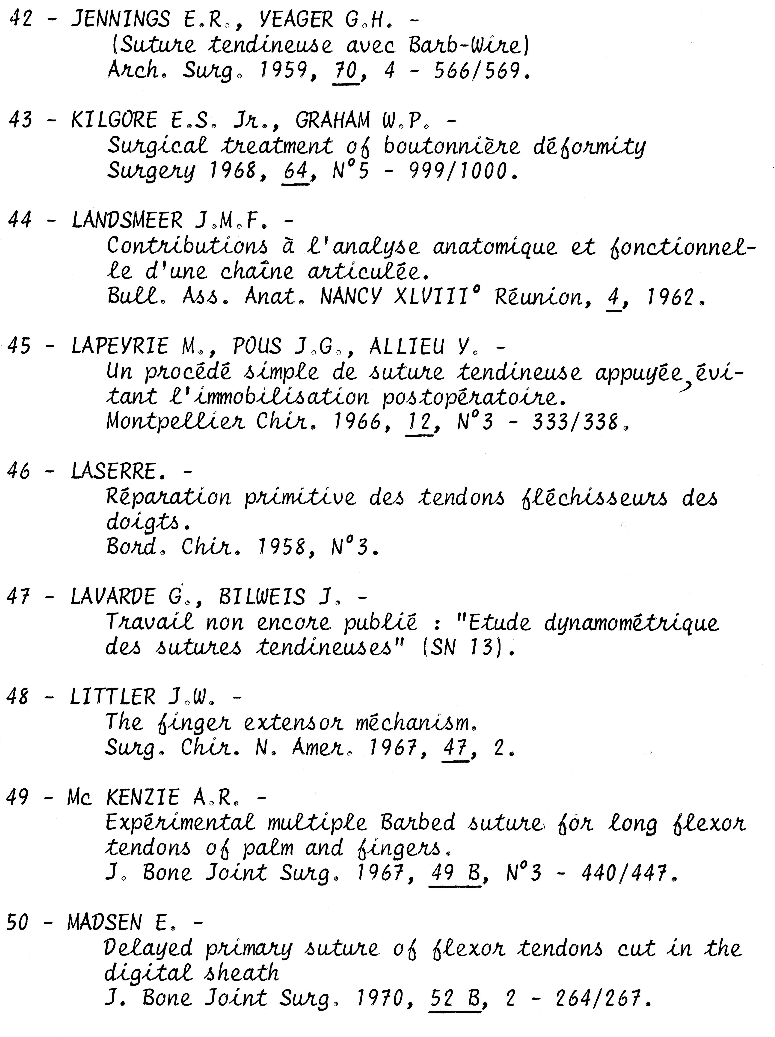 42 - JENNINGS E.R., YEAGER G.H. -
(Suture tendineuse avec Barb-Wire)
Arch. Surg. 1959, 70, 4 - 566/569.
43 - KILGORE E.S. Jr., GRAHAM W.P. -
Surgical treatment of boutonnière déformity
Surgery 1968, 64, N°5 - 999/1000.
44 - LANDSMEER J.M.F. -
Contributions à l'analyse anatomique et fonctionnel-
le d'une chaîne articulée.
Bull. Ass. Anat. NANCY XLVIII° Réunion, 4, 1962.
45 - LAPEYRIE M., POUS J.G., ALLIEU Y. -
Un procédé simple de suture tendineuse appuyée, évi-
tant l'immobilisation postopératoire.
Montpellier Chir. 1966, 12, N°3 - 333/338.
46 - LASERRE. -
Réparation primitive des tendons fléchisseurs des
doigts.
Bord. Chir. 1958, N°3.
47 - LAVARDE G., BILWEIS J. -
Travail non encore publié : "Etude dynamométrique
des sutures tendineuses" (SN 13).
48 - LITTLER J.W. -
The finger extensor méchanism.
Surg. Chir. N. Amer. 1967, 47, 2.
49 - Mc KENZIE A.R. -
Expérimental multiple Barbed suture for long flexor
tendons of palm and fingers.
J. Bone Joint Surg. 1967, 49 B, N°3 - 440/447.
50 - MADSEN E. -
Delayed primary suture of flexor tendons cut in the
digital sheath
J. Bone Joint Surg. 1970, 52 B, 2 - 264/267.